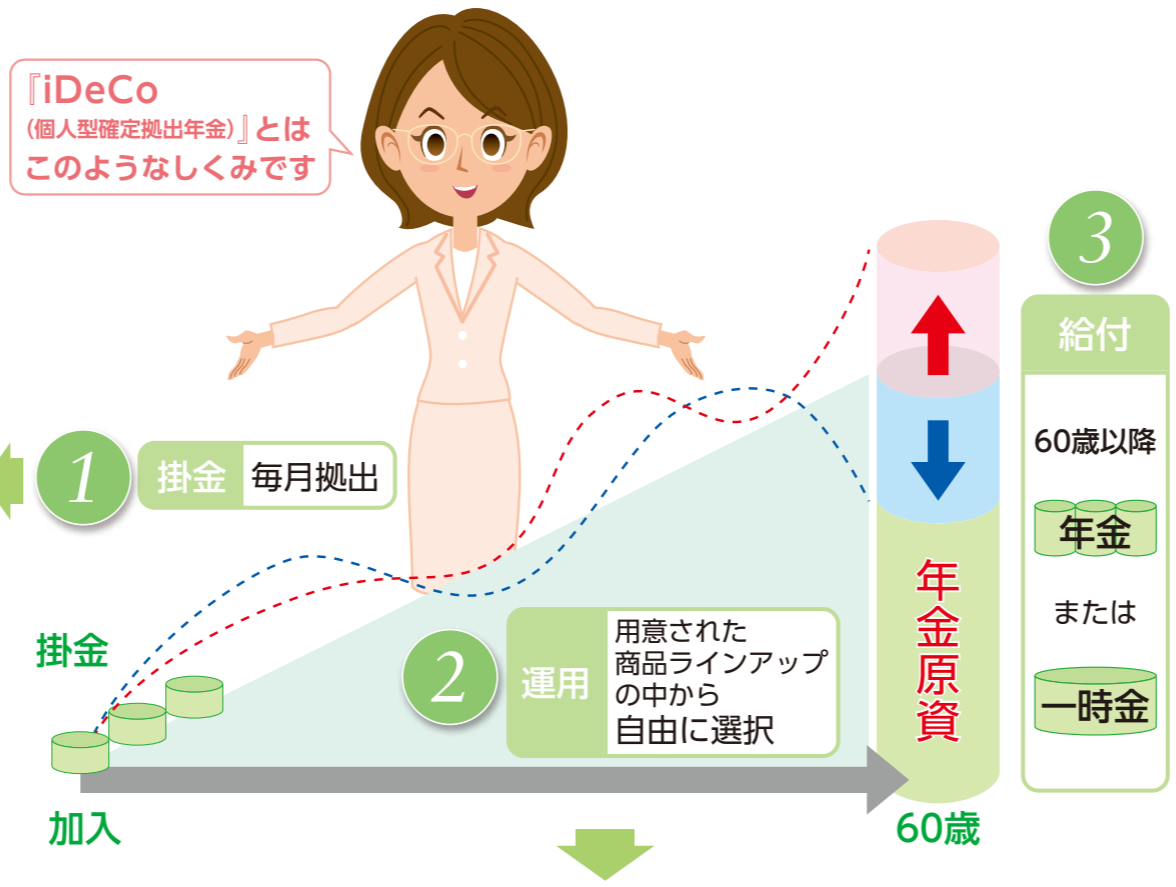 『iDeCo
（個人型確定拠出年金）』とは
このようなしくみです
1
掛金 毎月拠出
掛金
加入
2
運用
用意された
商品ラインアップ
の中から
自由に選択
年金原資
60歳
3
給付
60歳以降
年金
または
一時金